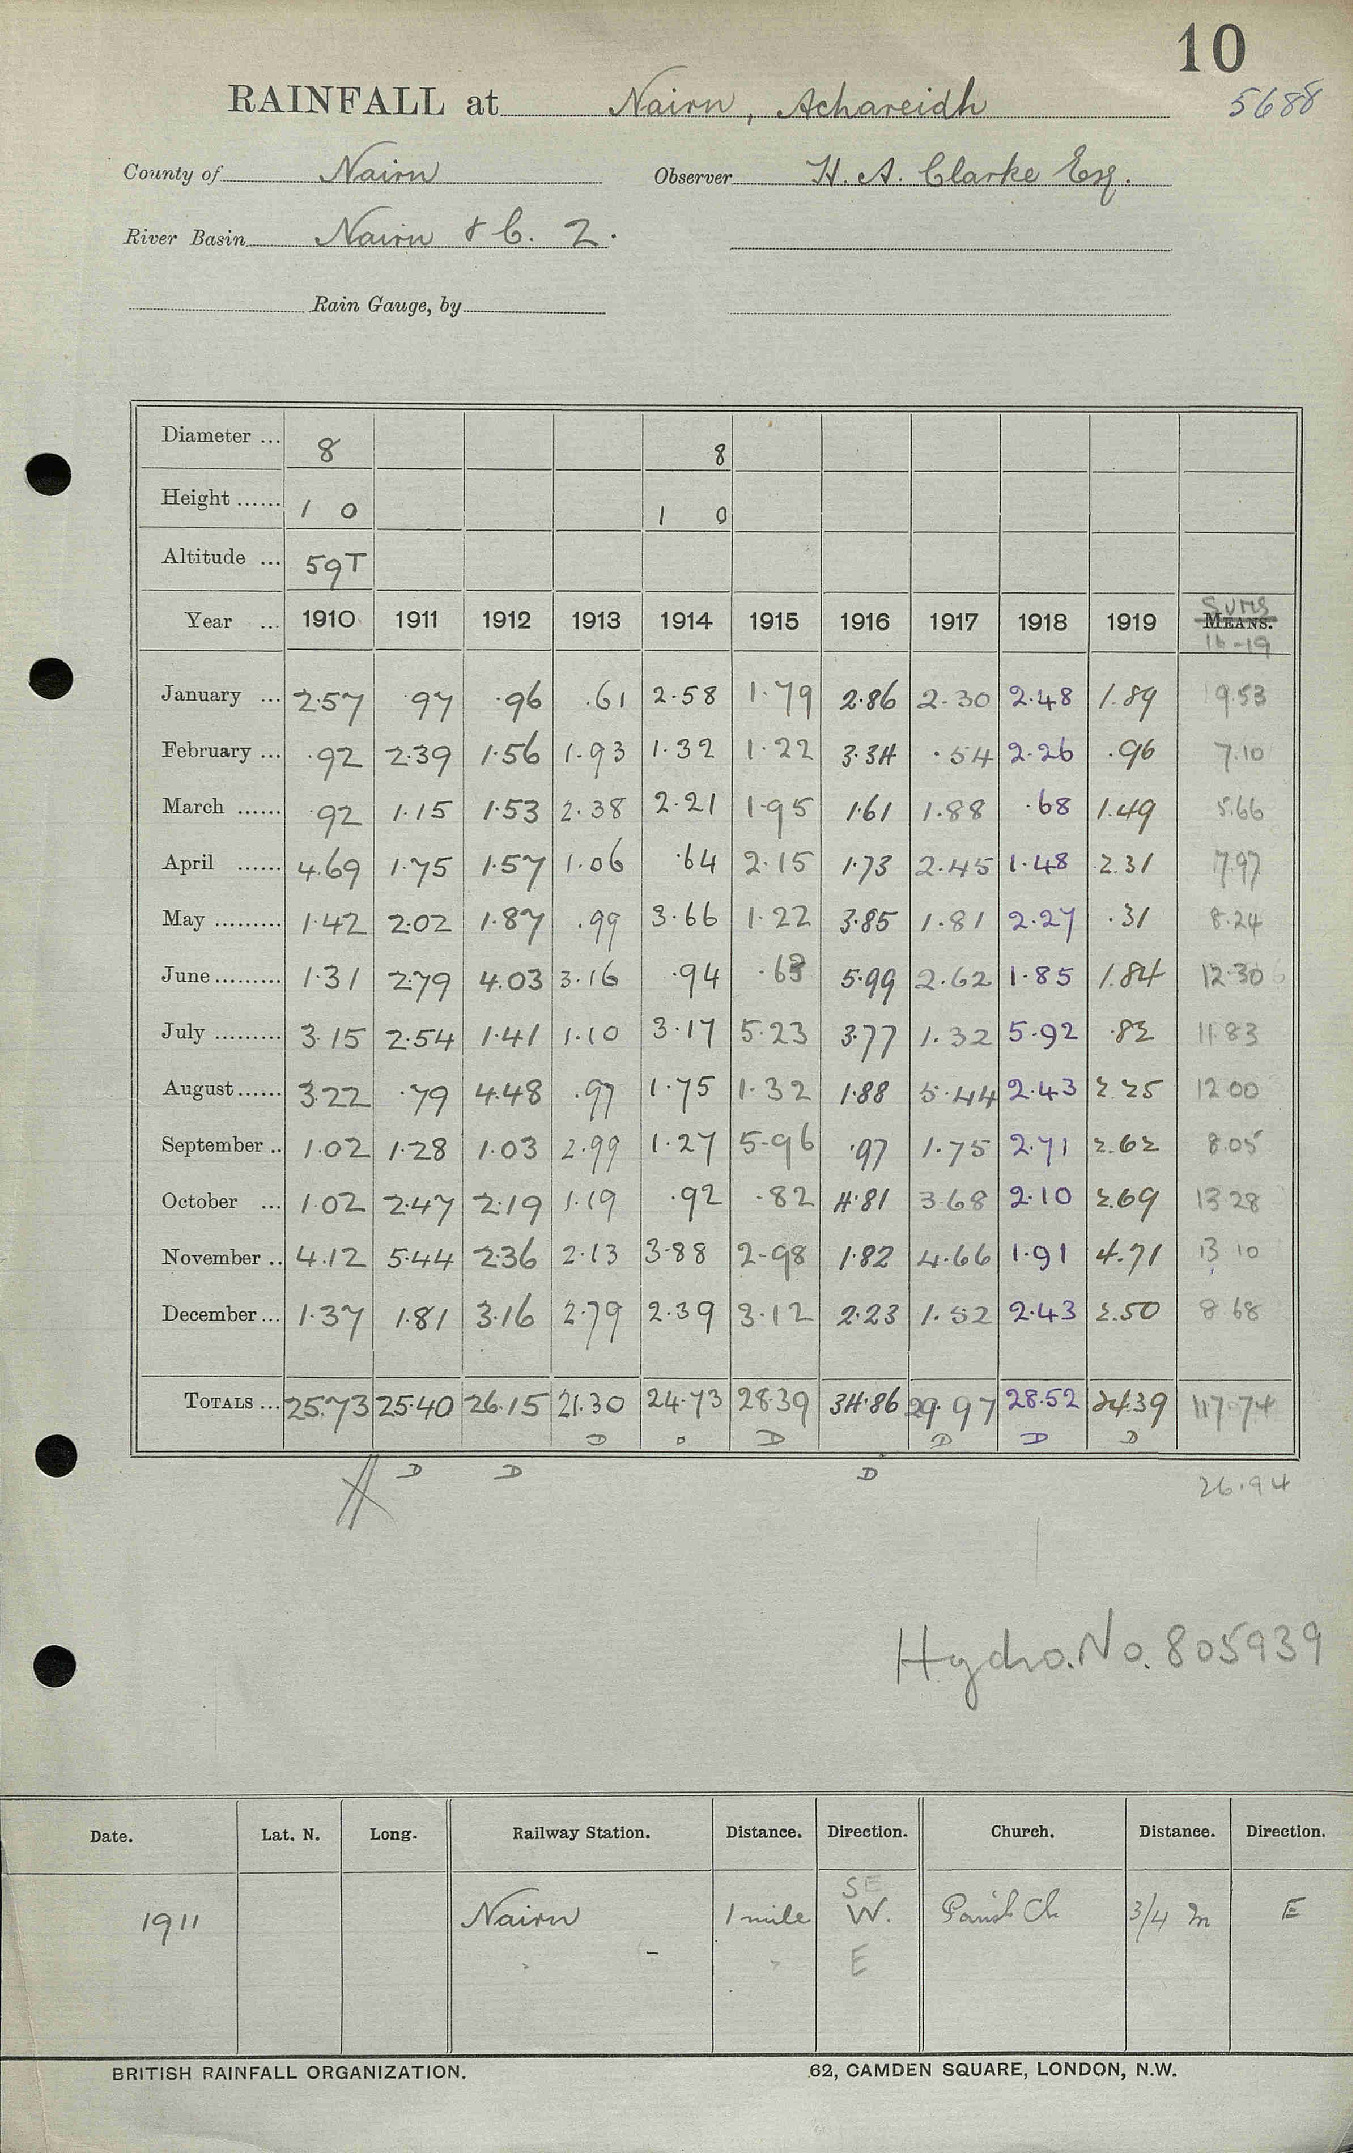 10
RAINFALL at Nairn, Achareidh 5688
County of Nairn Observer H. A. Clarke Esq.
River Basin Nairn & C. 2.
Rain Gauge, by
Diameter ... 8 8
Height ...... 1 0 1 0
Altitude ... 59T
Year ... 1910 1911 1912 1913 1914 1915 1916 1917 1918 1919 SUMS MEANS. 16-19
January ... 2.57 .97 .96 .61 2.58 1.79 2.86 2.30 2.48 1.89 9.53
February ... .92 2.39 1.56 1.93 1.32 1.22 3.34 .54 2.26 .96 7.10
March ...... .92 1.15 1.53 2.38 2.21 1.95 1.61 1.88 .68 1.49 5.66
April ...... 4.69 1.75 1.57 1.06 .64 2.15 1.73 2.45 1.48 2.31 7.97
May ......... 1.42 2.02 1.87 .99 3.66 1.22 3.85 1.81 2.27 .31 8.24
June ......... 1.31 2.79 4.03 3.16 .94 .63 5.99 2.62 1.85 1.84 12.30
July ......... 3.15 2.54 1.41 1.10 3.17 5.23 3.77 1.32 5.92 .82 11.83
August ...... 3.22 .79 4.48 .97 1.75 1.32 1.88 5.44 2.43 2.25 12.00
September .. 1.02 1.28 1.03 2.99 1.27 5.96 .97 1.75 2.71 2.62 8.05
October ... 1.02 2.47 2.19 1.19 .92 .82 4.81 3.68 2.10 2.69 13.28
November .. 4.12 5.44 2.36 2.13 3.88 2.98 1.82 4.66 1.91 4.71 13.10
December ... 1.37 1.81 3.16 2.79 2.39 3.12 2.23 1.52 2.43 2.50 8.68
TOTALS ... 25.73 25.40 26.15 21.30 24.73 28.39 34.86 29.97 28.52 24.39 117.74
D D D D D D
D D D 26.94
Hydro. No. 805939
Date. Lat. N. Long. Railway Station. Distance. Direction. Church. Distance. Direction.
SE
1911 Nairn 1 mile W. Parish Ch 3/4 m E
E
BRITISH RAINFALL ORGANIZATION. 62, CAMDEN SQUARE, LONDON, N.W.